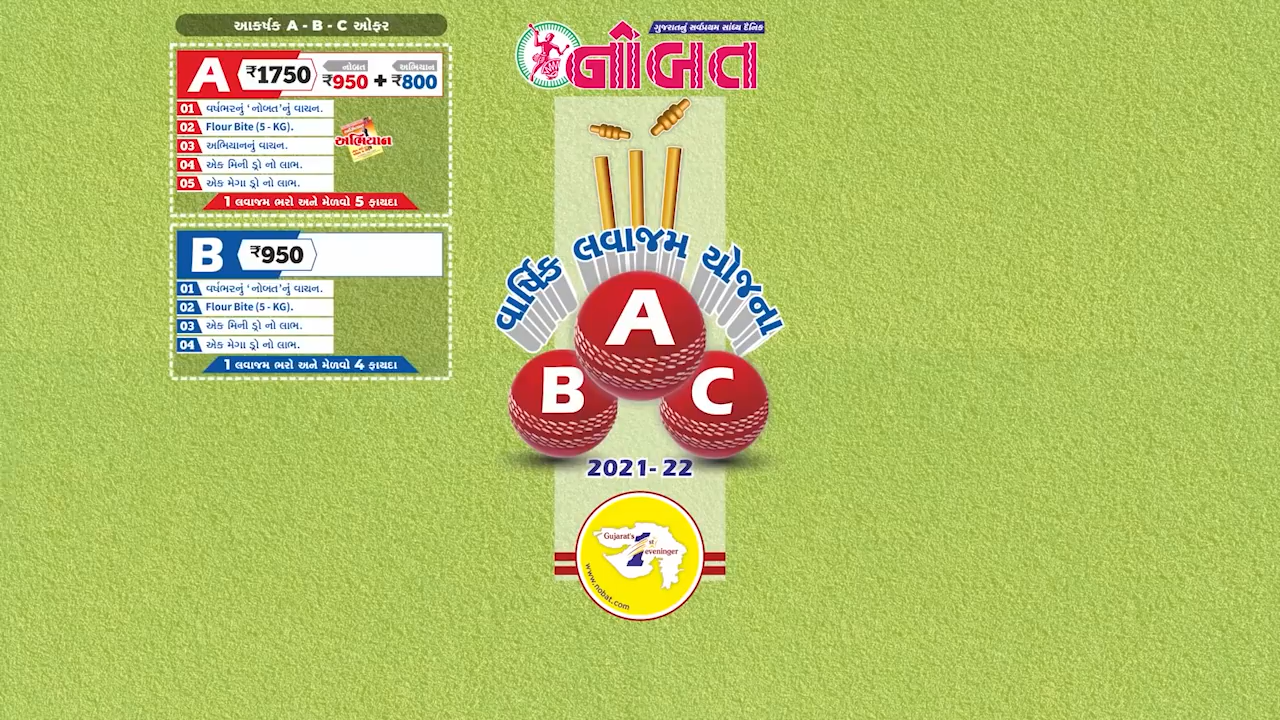 આકર્ષક A - B - C ઓફર
A ₹1750 નોબત ₹950 + અભિયાન ₹800
01 વર્ષભરનું ‘નોબત’નું વાચન.
02 Flour Bite (5 - KG).
03 અભિયાનનું વાચન.
04 એક મિની ડ્રો નો લાભ.
05 એક મેગા ડ્રો નો લાભ.
અભિયાન
1 લવાજમ ભરો અને મેળવો 5 ફાયદા
B ₹950
01 વર્ષભરનું ‘નોબત’નું વાચન.
02 Flour Bite (5 - KG).
03 એક મિની ડ્રો નો લાભ.
04 એક મેગા ડ્રો નો લાભ.
1 લવાજમ ભરો અને મેળવો 4 ફાયદા
ગુજરાતનું સર્વપ્રથમ સાંધ્ય દૈનિક
નોબત
વાર્ષિક લવાજમ યોજના
A
B C
2021- 22
Gujarat's 1st eveninger
www.nobat.com